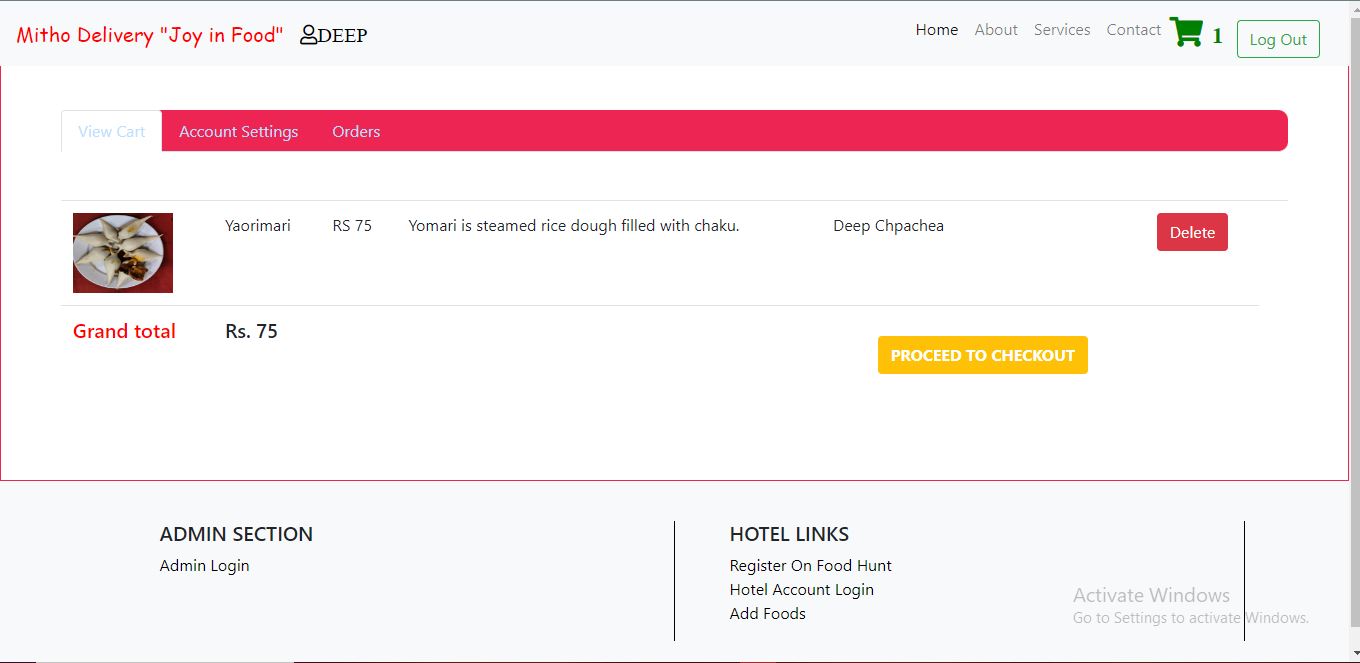 Mitho Delivery "Joy in Food" DEEP Home About Services Contact 1 Log Out
View Cart Account Settings Orders
Yaorimari RS 75 Yomari is steamed rice dough filled with chaku. Deep Chpachea Delete
Grand total Rs. 75
PROCEED TO CHECKOUT
ADMIN SECTION
Admin Login
HOTEL LINKS
Register On Food Hunt
Hotel Account Login
Add Foods
Activate Windows
Go to Settings to activate Windows.